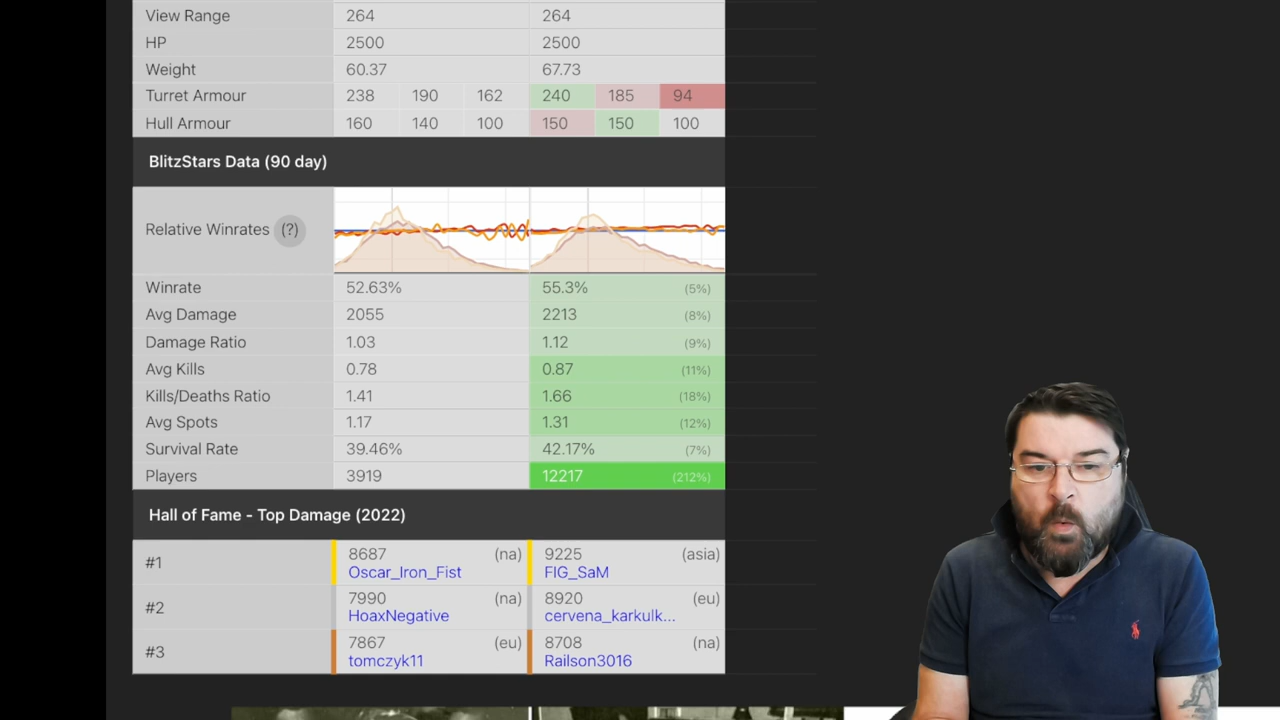 View Range 264 264
HP 2500 2500
Weight 60.37 67.73
Turret Armour 238 190 162 240 185 94
Hull Armour 160 140 100 150 150 100
BlitzStars Data (90 day)
Relative Winrates (?)
Winrate 52.63% 55.3% (5%)
Avg Damage 2055 2213 (8%)
Damage Ratio 1.03 1.12 (9%)
Avg Kills 0.78 0.87 (11%)
Kills/Deaths Ratio 1.41 1.66 (18%)
Avg Spots 1.17 1.31 (12%)
Survival Rate 39.46% 42.17% (7%)
Players 3919 12217 (212%)
Hall of Fame - Top Damage (2022)
#1 8687 (na) 9225 (asia)
Oscar_Iron_Fist FIG_SaM
#2 7990 (na) 8920 (eu)
HoaxNegative cervena_karkulk...
#3 7867 (eu) 8708 (na)
tomczyk11 Railson3016